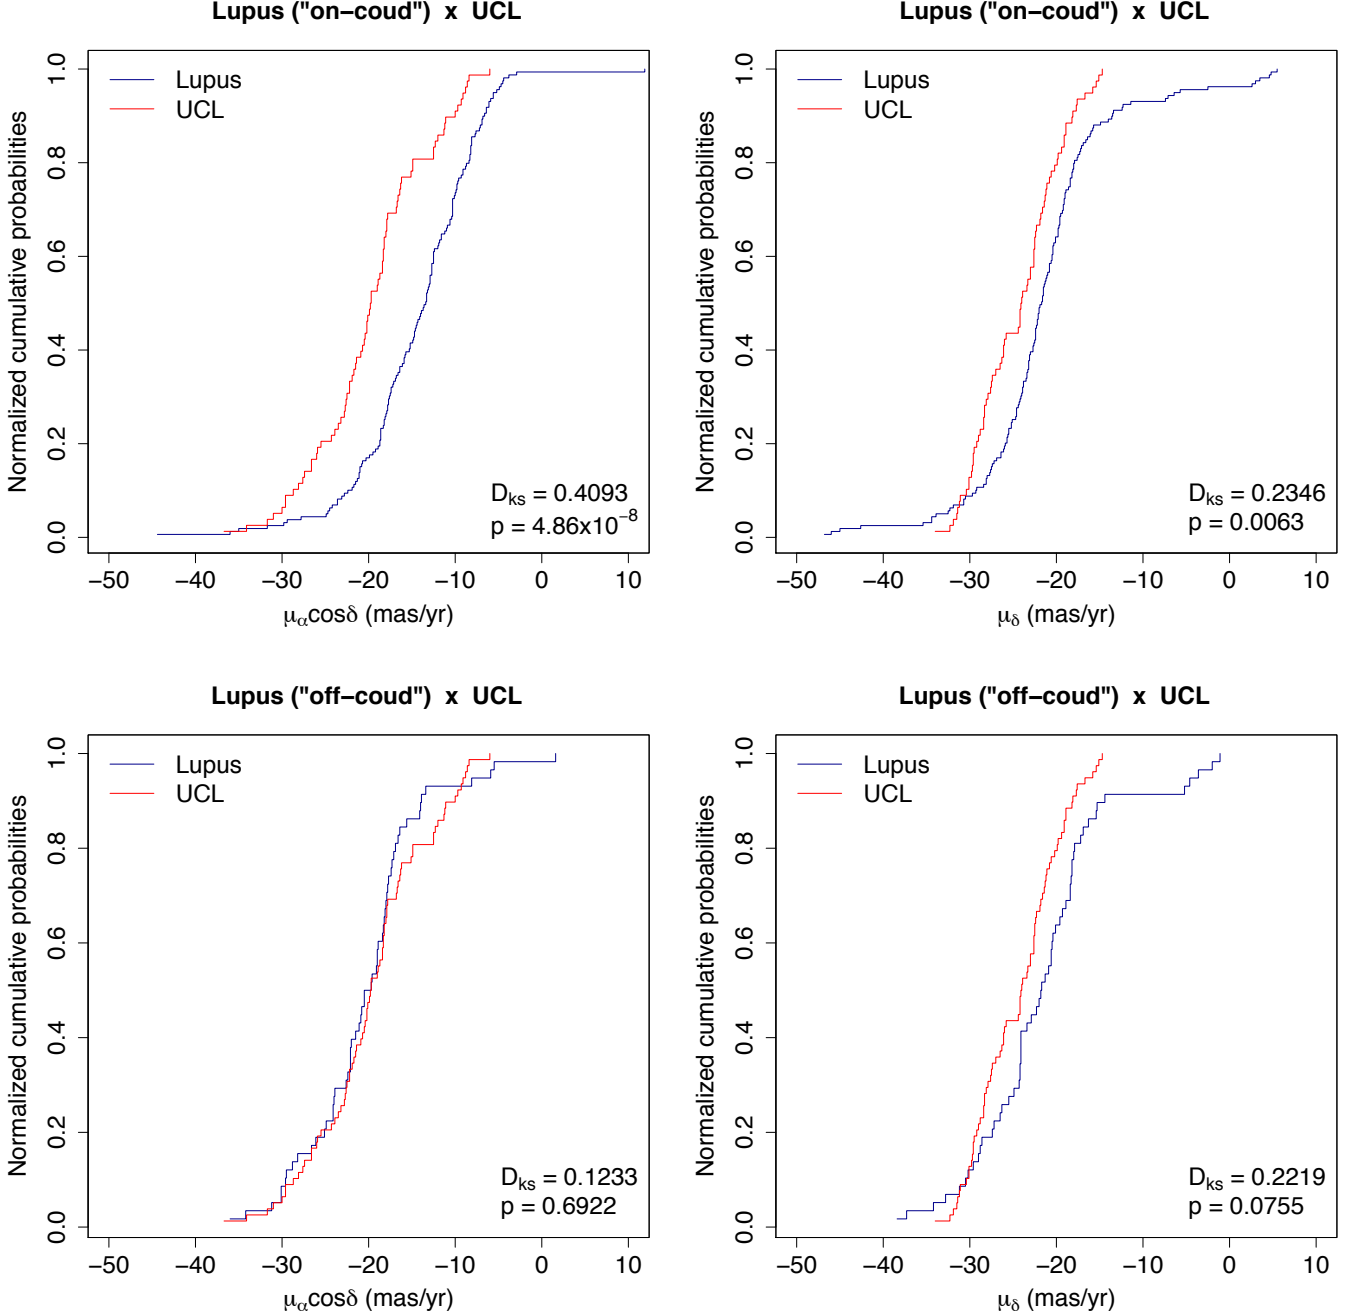 Lupus ("on−coud") x UCL
Normalized cumulative probabilities
1.0
0.8
0.6
0.4
0.2
0.0
Lupus
UCL
Dks = 0.4093
p = 4.86x10−8
−50 −40 −30 −20 −10 0 10
μαcosδ (mas/yr)
Lupus ("on−coud") x UCL
Normalized cumulative probabilities
1.0
0.8
0.6
0.4
0.2
0.0
Lupus
UCL
Dks = 0.2346
p = 0.0063
−50 −40 −30 −20 −10 0 10
μδ (mas/yr)
Lupus ("off−coud") x UCL
Normalized cumulative probabilities
1.0
0.8
0.6
0.4
0.2
0.0
Lupus
UCL
Dks = 0.1233
p = 0.6922
−50 −40 −30 −20 −10 0 10
μαcosδ (mas/yr)
Lupus ("off−coud") x UCL
Normalized cumulative probabilities
1.0
0.8
0.6
0.4
0.2
0.0
Lupus
UCL
Dks = 0.2219
p = 0.0755
−50 −40 −30 −20 −10 0 10
μδ (mas/yr)